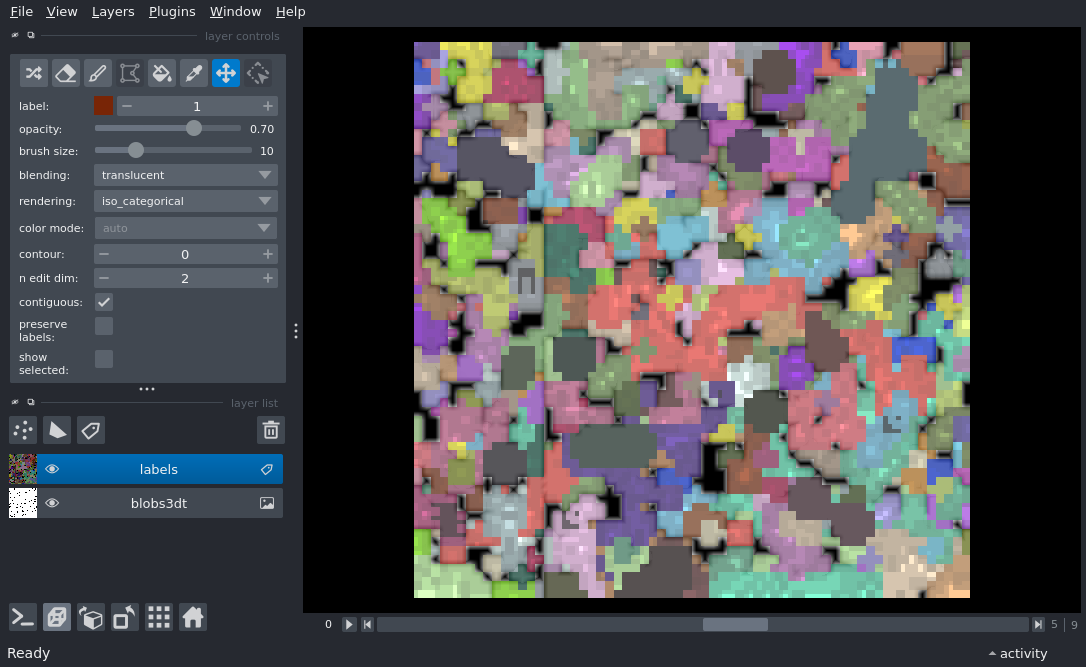 File View Layers Plugins Window Help
layer controls
label: 1
opacity: 0.70
brush size: 10
blending: translucent
rendering: iso_categorical
color mode: auto
contour: 0
n edit dim: 2
contiguous:
preserve
labels:
show
selected:
layer list
labels
blobs3dt
0 5 9
Ready activity